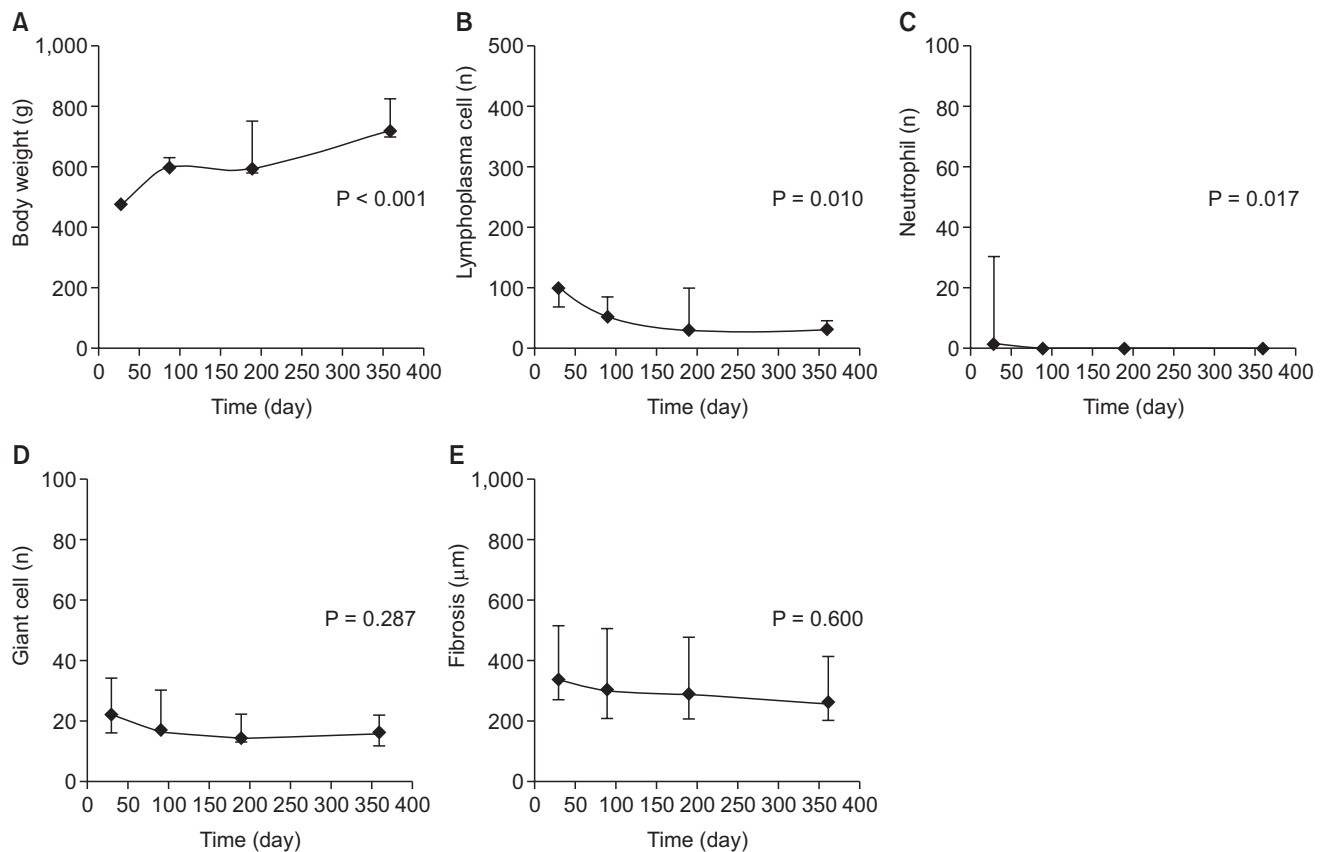 A
1,000
800
600
400
200
0
Body weight (g)
P < 0.001
0 50 100 150 200 250 300 350 400
Time (day)
B
500
400
300
200
100
0
Lymphoplasma cell (n)
P = 0.010
0 50 100 150 200 250 300 350 400
Time (day)
C
100
80
60
40
20
0
Neutrophil (n)
P = 0.017
0 50 100 150 200 250 300 350 400
Time (day)
D
100
80
60
40
20
0
Giant cell (n)
P = 0.287
0 50 100 150 200 250 300 350 400
Time (day)
E
1,000
800
600
400
200
0
Fibrosis (μm)
P = 0.600
0 50 100 150 200 250 300 350 400
Time (day)